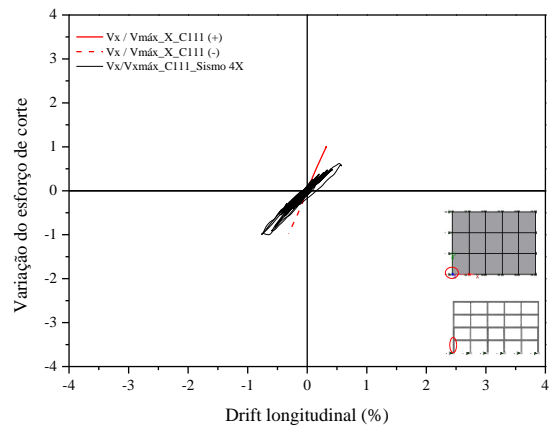 Vx / Vmáx_X_C111 (+)
Vx / Vmáx_X_C111 (-)
Vx/Vxmáx_C111_Sismo 4X
Variação do esforço de corte
4
3
2
1
0
-1
-2
-3
-4
-4 -3 -2 -1 0 1 2 3 4
Drift longitudinal (%)